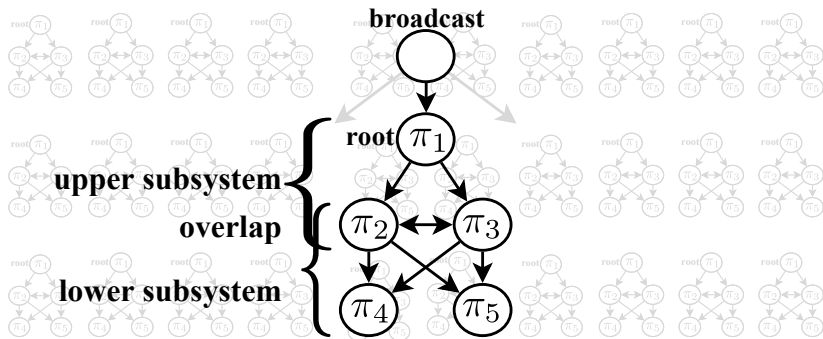 broadcast
root π₁
upper subsystem
overlap π₂ π₃
lower subsystem π₄ π₅